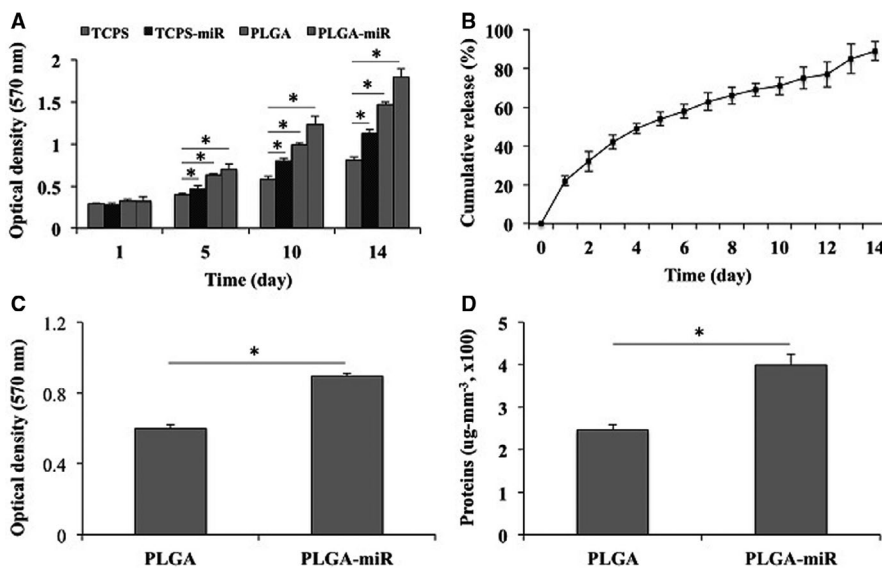 A
TCPS TCPS-miR PLGA PLGA-miR
Optical density (570 nm)
2
1.5
1
0.5
0
* * *
* * *
* * *
1 5 10 14
Time (day)
B
Cumulative release (%)
100
80
60
40
20
0
0 2 4 6 8 10 12 14
Time (day)
C
Optical density (570 nm)
1.2
0.8
0.4
0
*
PLGA PLGA-miR
D
Proteins (ug-mm-3, x100)
5
4
3
2
1
0
*
PLGA PLGA-miR